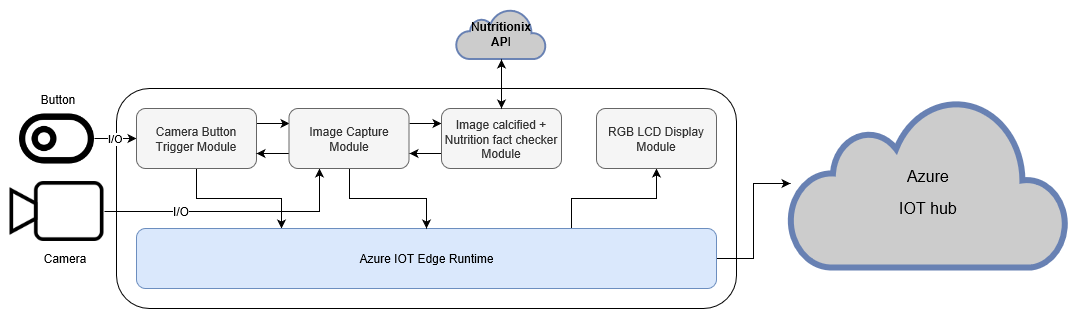 Nutritionix
API
Button
I/O
Camera Button
Trigger Module
Image Capture
Module
Image calcified +
Nutrition fact checker
Module
RGB LCD Display
Module
Azure
IOT hub
I/O
Camera
Azure IOT Edge Runtime